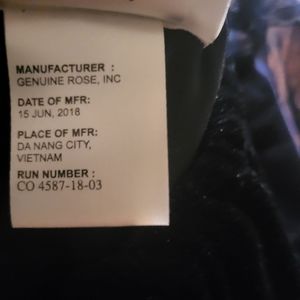 MANUFACTURER :
GENUINE ROSE, INC
DATE OF MFR:
15 JUN, 2018
PLACE OF MFR:
DA NANG CITY,
VIETNAM
RUN NUMBER :
CO 4587-18-03